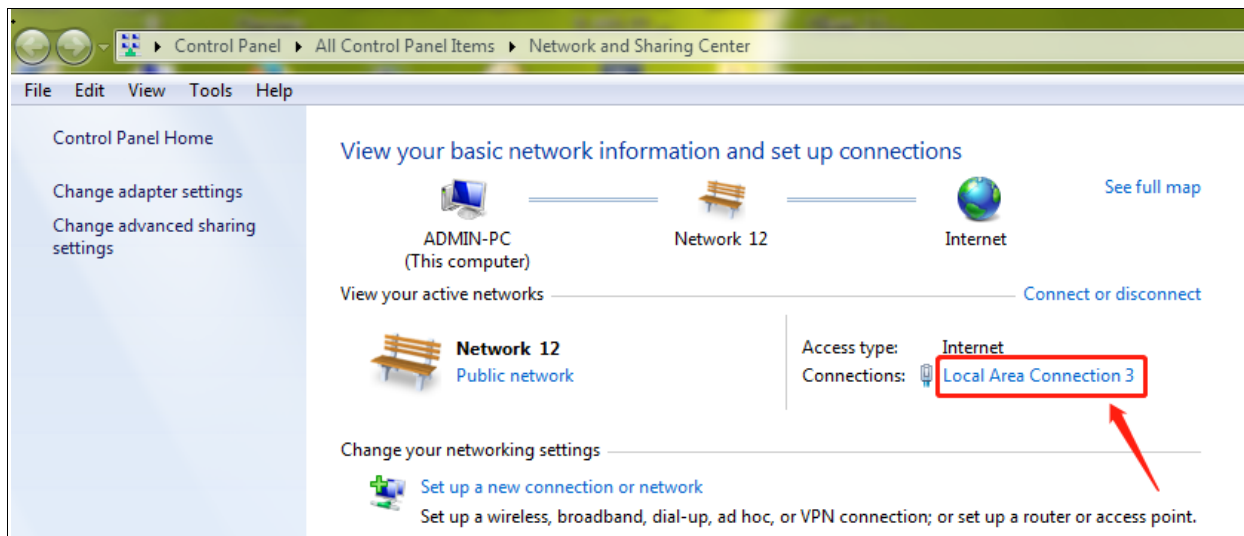 Control Panel ▸ All Control Panel Items ▸ Network and Sharing Center
File Edit View Tools Help
Control Panel Home
Change adapter settings
Change advanced sharing
settings
View your basic network information and set up connections
See full map
ADMIN-PC
(This computer)
Network 12
Internet
View your active networks
Connect or disconnect
Network 12
Public network
Access type: Internet
Connections: Local Area Connection 3
Change your networking settings
Set up a new connection or network
Set up a wireless, broadband, dial-up, ad hoc, or VPN connection; or set up a router or access point.